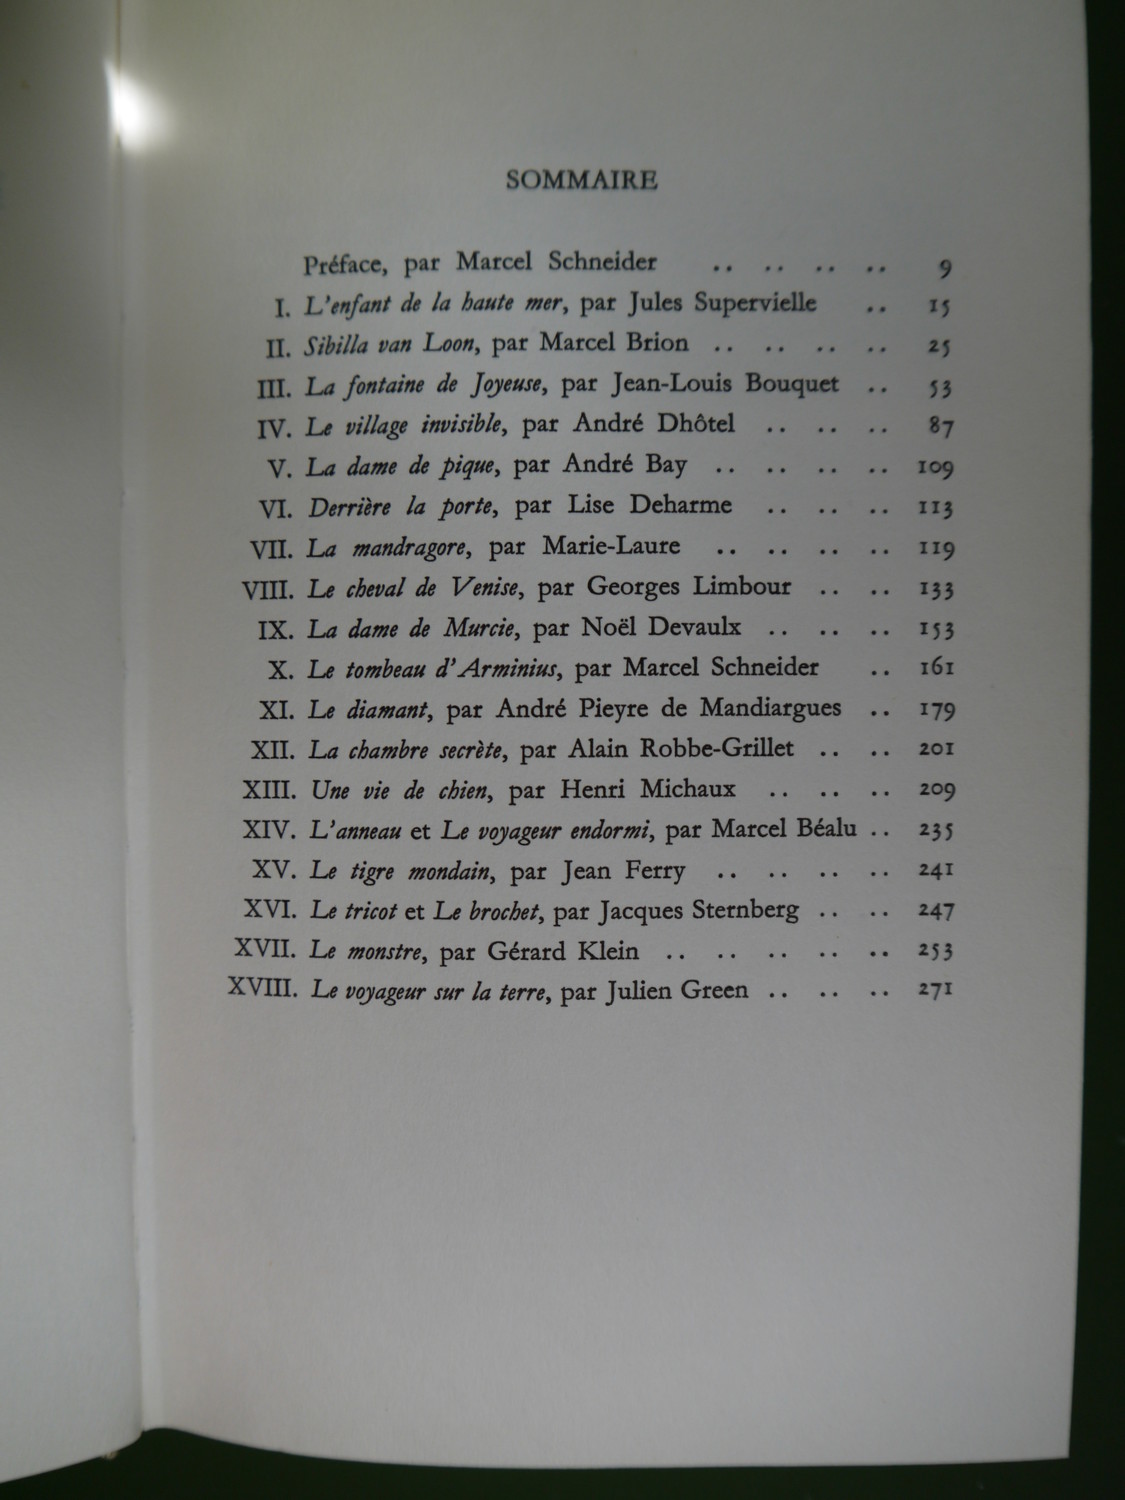 SOMMAIRE
Préface, par Marcel Schneider .. .. .. .. 9
I. L'enfant de la haute mer, par Jules Supervielle .. 15
II. Sibilla van Loon, par Marcel Brion .. .. .. .. 25
III. La fontaine de Joyeuse, par Jean-Louis Bouquet .. 53
IV. Le village invisible, par André Dhôtel .. .. .. 87
V. La dame de pique, par André Bay .. .. .. .. 109
VI. Derrière la porte, par Lise Deharme .. .. .. 113
VII. La mandragore, par Marie-Laure .. .. .. .. 119
VIII. Le cheval de Venise, par Georges Limbour .. .. 133
IX. La dame de Murcie, par Noël Devaulx .. .. .. 153
X. Le tombeau d'Arminius, par Marcel Schneider .. 161
XI. Le diamant, par André Pieyre de Mandiargues .. 179
XII. La chambre secrète, par Alain Robbe-Grillet .. .. 201
XIII. Une vie de chien, par Henri Michaux .. .. .. 209
XIV. L'anneau et Le voyageur endormi, par Marcel Béalu .. 235
XV. Le tigre mondain, par Jean Ferry .. .. .. .. 241
XVI. Le tricot et Le brochet, par Jacques Sternberg .. .. 247
XVII. Le monstre, par Gérard Klein .. .. .. .. .. 253
XVIII. Le voyageur sur la terre, par Julien Green .. .. .. 271